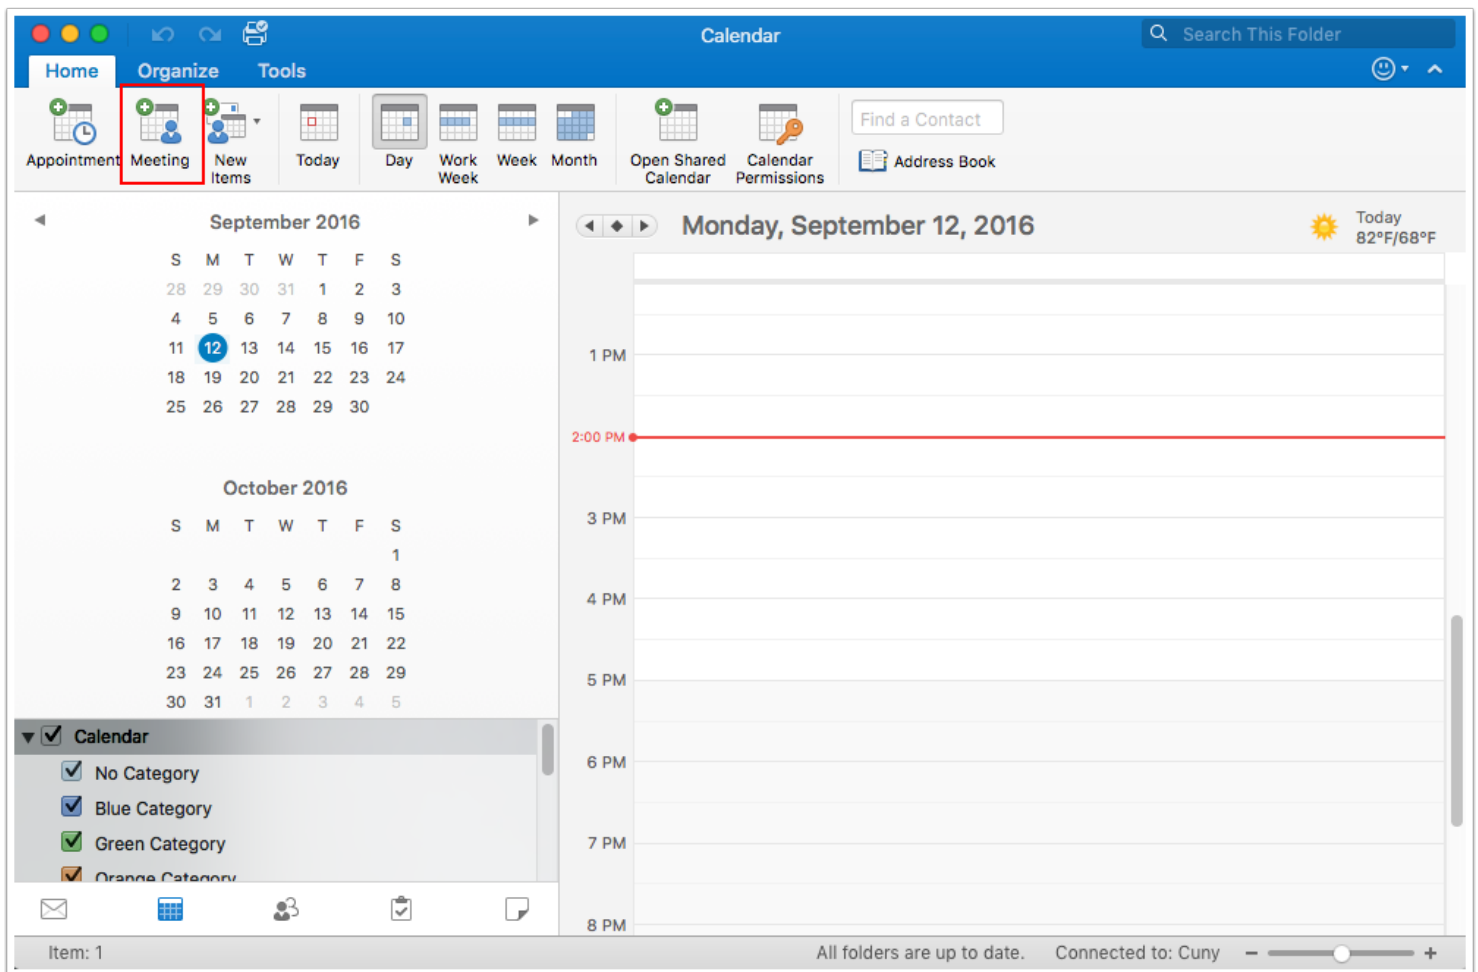 Calendar
Search This Folder
Home Organize Tools
Appointment Meeting New Items Today Day Work Week Week Month Open Shared Calendar Calendar Permissions
Find a Contact
Address Book
September 2016
S M T W T F S
28 29 30 31 1 2 3
4 5 6 7 8 9 10
11 12 13 14 15 16 17
18 19 20 21 22 23 24
25 26 27 28 29 30
October 2016
S M T W T F S
1
2 3 4 5 6 7 8
9 10 11 12 13 14 15
16 17 18 19 20 21 22
23 24 25 26 27 28 29
30 31 1 2 3 4 5
Calendar
No Category
Blue Category
Green Category
Orange Category
Monday, September 12, 2016
Today
82°F/68°F
1 PM
2:00 PM
3 PM
4 PM
5 PM
6 PM
7 PM
8 PM
Item: 1
All folders are up to date. Connected to: Cuny